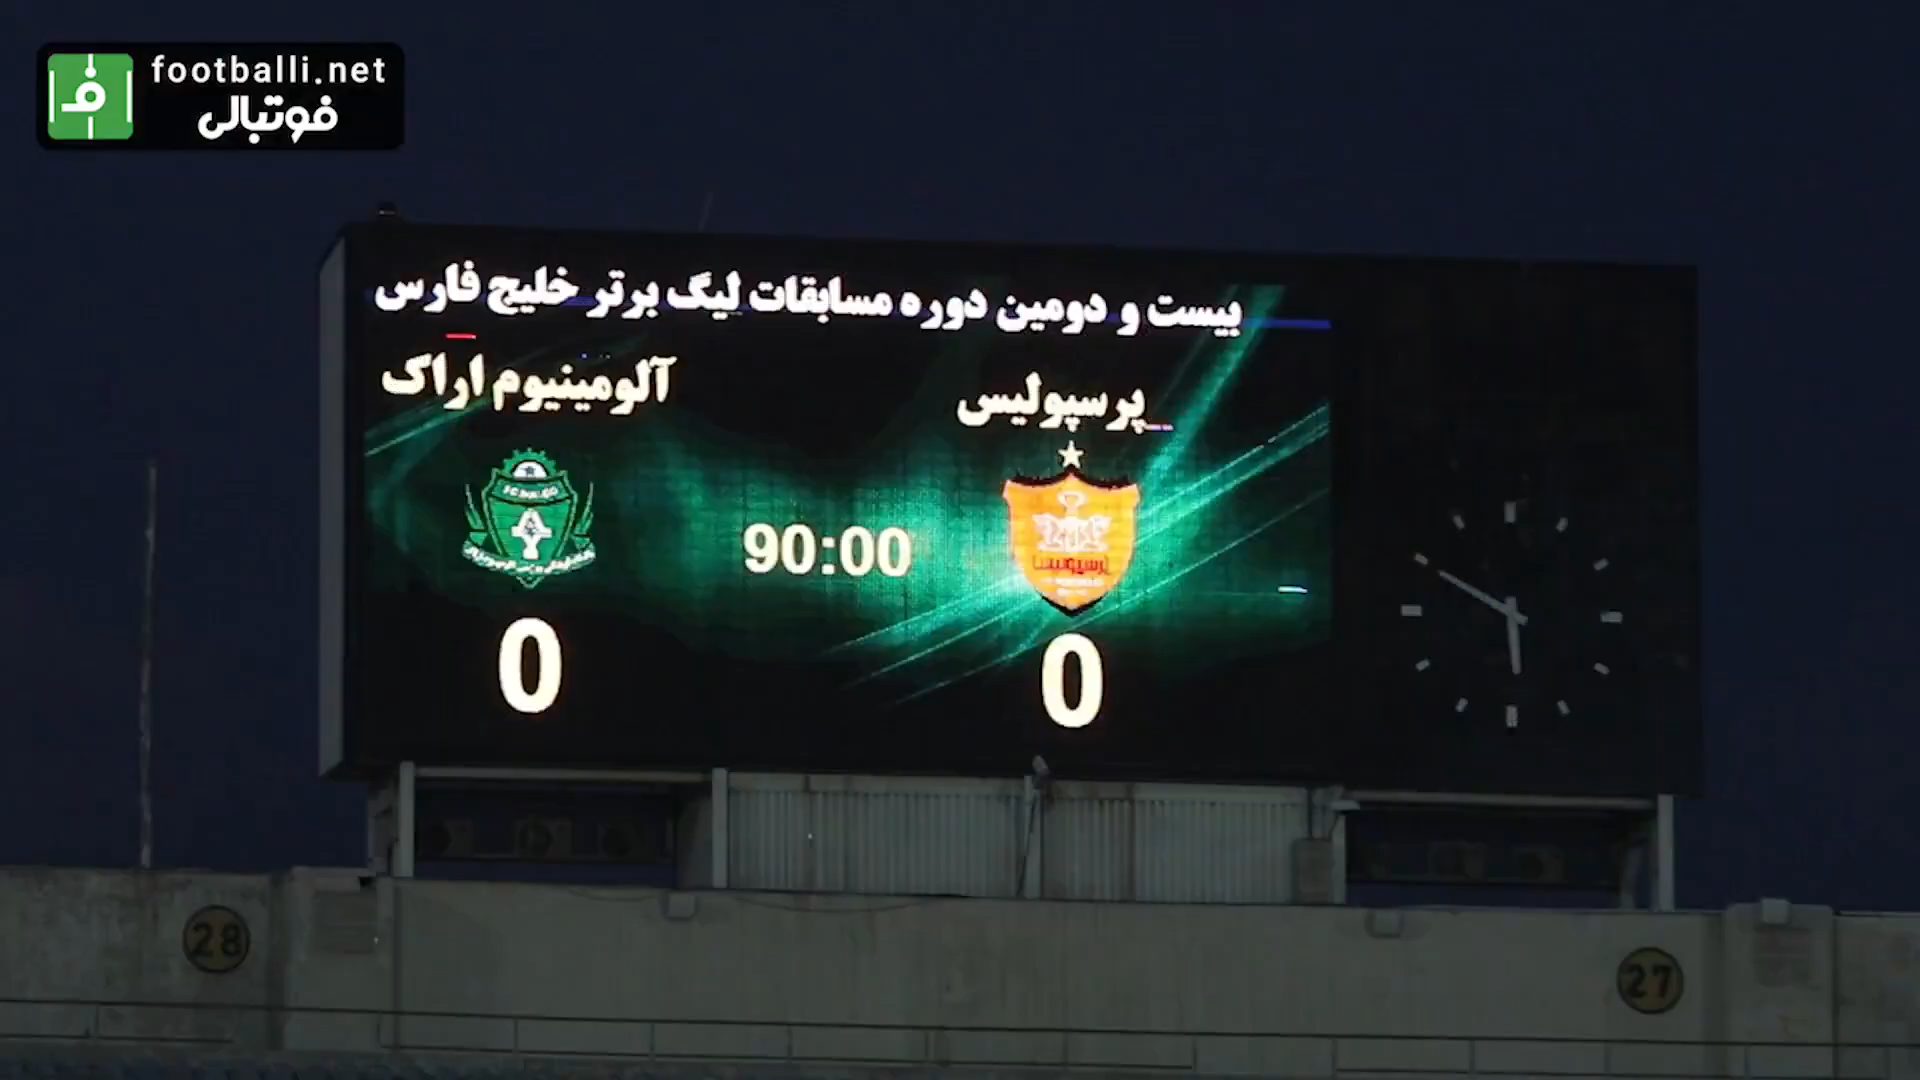 footballi.net
فوتبالی
بیست و دومین دوره مسابقات لیگ برتر خلیج فارس
پرسپولیس
آلومینیوم اراک
90:00
0
0
28
27